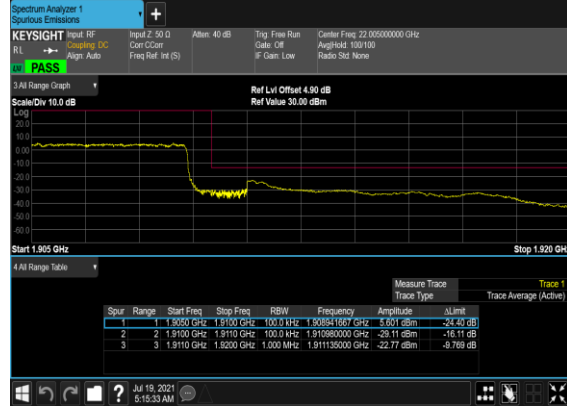 Spectrum Analyzer 1
Spurious Emissions
+
KEYSIGHT Input: RF Input Z: 50 Ω Atten: 40 dB Trig: Free Run Center Freq: 22.005000000 GHz
RL Coupling: DC Corr CCorr Gate: Off Avg|Hold: 100/100
Align: Auto Freq Ref: Int (S) IF Gain: Low Radio Std: None
LW PASS
3 All Range Graph
Ref Lvl Offset 4.90 dB
Scale/Div 10.0 dB Ref Value 30.00 dBm
Log
20.0
10.0
0.00
-10.0
-20.0
-30.0
-40.0
-50.0
-60.0
Start 1.905 GHz Stop 1.920 GH
4 All Range Table
Measure Trace Trace 1
Trace Type Trace Average (Active)
Spur Range Start Freq Stop Freq RBW Frequency Amplitude ΔLimit
1 1 1.9050 GHz 1.9100 GHz 100.0 kHz 1.908941667 GHz 5.601 dBm -24.40 dB
2 2 1.9100 GHz 1.9110 GHz 100.0 kHz 1.910980000 GHz -29.11 dBm -16.11 dB
3 3 1.9110 GHz 1.9200 GHz 1.000 MHz 1.911135000 GHz -22.77 dBm -9.769 dB
? Jul 19, 2021
5:15:33 AM